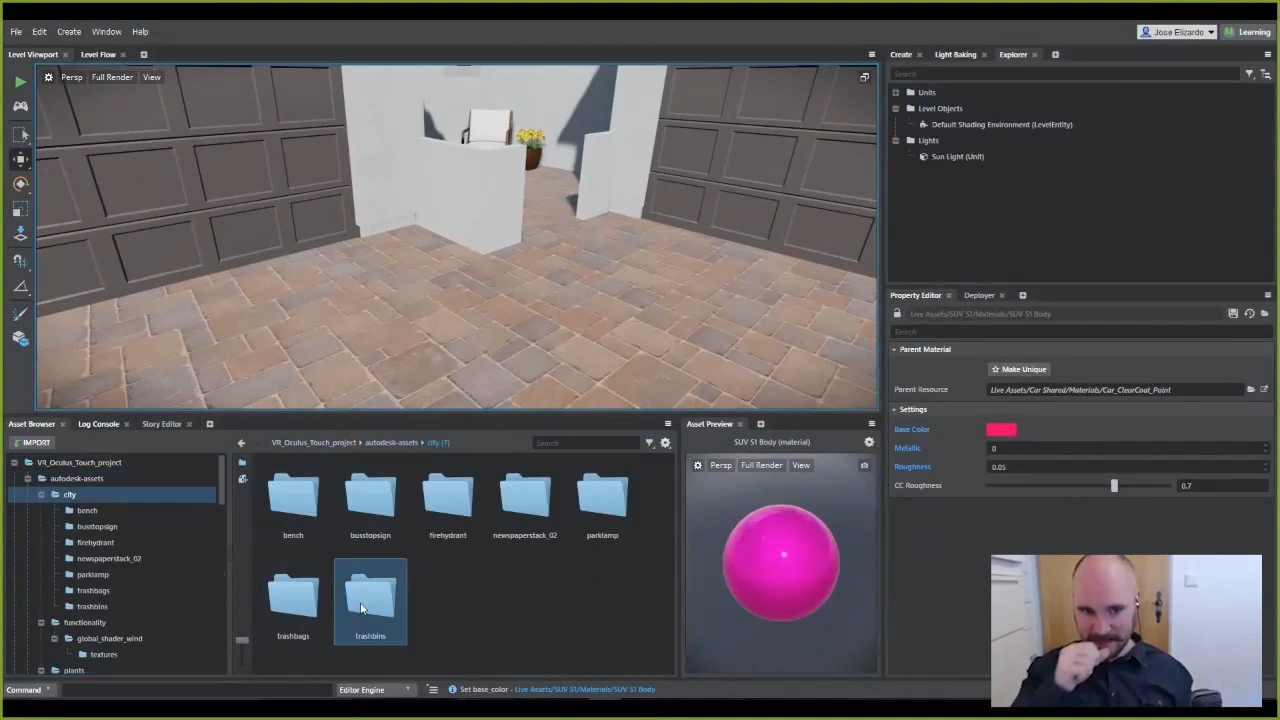 File Edit Create Window Help
Jose Elizardo
Learning
Level Viewport
Level Flow
Create
Light Baking
Explorer
Persp Full Render View
Search
Units
Level Objects
Default Shading Environment (LevelEntity)
Lights
Sun Light (Unit)
Property Editor
Deployer
Live Assets/SUV S1/Materials/SUV S1 Body
Search
Parent Material
Make Unique
Parent Resource
Live Assets/Car Shared/Materials/Car_ClearCoat_Paint
Settings
Base Color
Metallic
0
Roughness
0.05
CC Roughness
0.7
Asset Browser
Log Console
Story Editor
IMPORT
VR_Oculus_Touch_project
autodesk-assets
city (7)
Search
VR_Oculus_Touch_project
autodesk-assets
city
bench
busstopsign
firehydrant
newspaperstack_02
parklamp
trashbags
trashbins
functionality
global_shader_wind
textures
plants
bench
busstopsign
firehydrant
newspaperstack_02
parklamp
trashbags
trashbins
Asset Preview
SUV S1 Body (material)
Persp Full Render View
Command
Editor Engine
Set base_color - Live Assets/SUV S1/Materials/SUV S1 Body